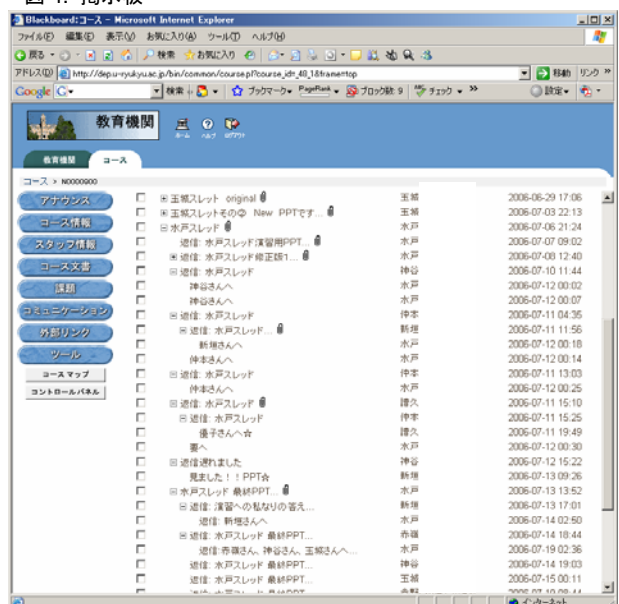 図 4. 掲示板
Blackboard: コース - Microsoft Internet Explorer
ファイル(F) 編集(E) 表示(V) お気に入り(A) ツール(T) ヘルプ(H)
戻る 検索 お気に入り
アドレス(D) 移動 リンク
Google 検索 ブックマーク PageRank ブロック数: 9 チェック 設定
教育機関 ホーム ヘルプ ログアウト
教育機関 コース
コース > N0000900
アナウンス
コース情報
スタッフ情報
コース文書
課題
コミュニケーション
外部リンク
ツール
コースマップ
コントロールパネル
玉城スレット original 玉城 2006-06-29 17:06
玉城スレットその② New PPTです... 玉城 2006-07-03 22:13
水戸スレッド 水戸 2006-07-06 21:24
返信: 水戸スレッド演習用PPT... 水戸 2006-07-07 09:02
返信: 水戸スレッド修正版1... 水戸 2006-07-08 12:40
返信: 水戸スレッド 神谷 2006-07-10 11:44
神谷さんへ 水戸 2006-07-12 00:02
神谷さんへ 水戸 2006-07-12 00:07
返信: 水戸スレッド 仲本 2006-07-11 04:35
返信: 水戸スレッド... 新垣 2006-07-11 11:56
新垣さんへ 水戸 2006-07-12 00:18
仲本さんへ 水戸 2006-07-12 00:14
返信: 水戸スレッド 仲本 2006-07-11 13:03
仲本さんへ 水戸 2006-07-12 00:25
返信: 水戸スレッド 譜久 2006-07-11 15:10
返信: 水戸スレッド 仲本 2006-07-11 15:25
優子さんへ☆ 譜久 2006-07-11 19:49
要へ 水戸 2006-07-12 00:30
返信遅れました 神谷 2006-07-12 15:22
見ました！！PPT☆ 新垣 2006-07-13 09:26
水戸スレッド 最終PPT... 水戸 2006-07-13 13:52
返信: 演習への私なりの答え... 新垣 2006-07-13 17:01
返信: 新垣さんへ 水戸 2006-07-14 02:50
返信: 水戸スレッド 最終PPT... 赤嶺 2006-07-14 18:44
返信:赤嶺さん、神谷さん、玉城さんへ... 水戸 2006-07-19 02:36
返信: 水戸スレッド 最終PPT... 神谷 2006-07-14 19:03
返信: 水戸スレッド 最終PPT... 玉城 2006-07-15 00:11
インターネット